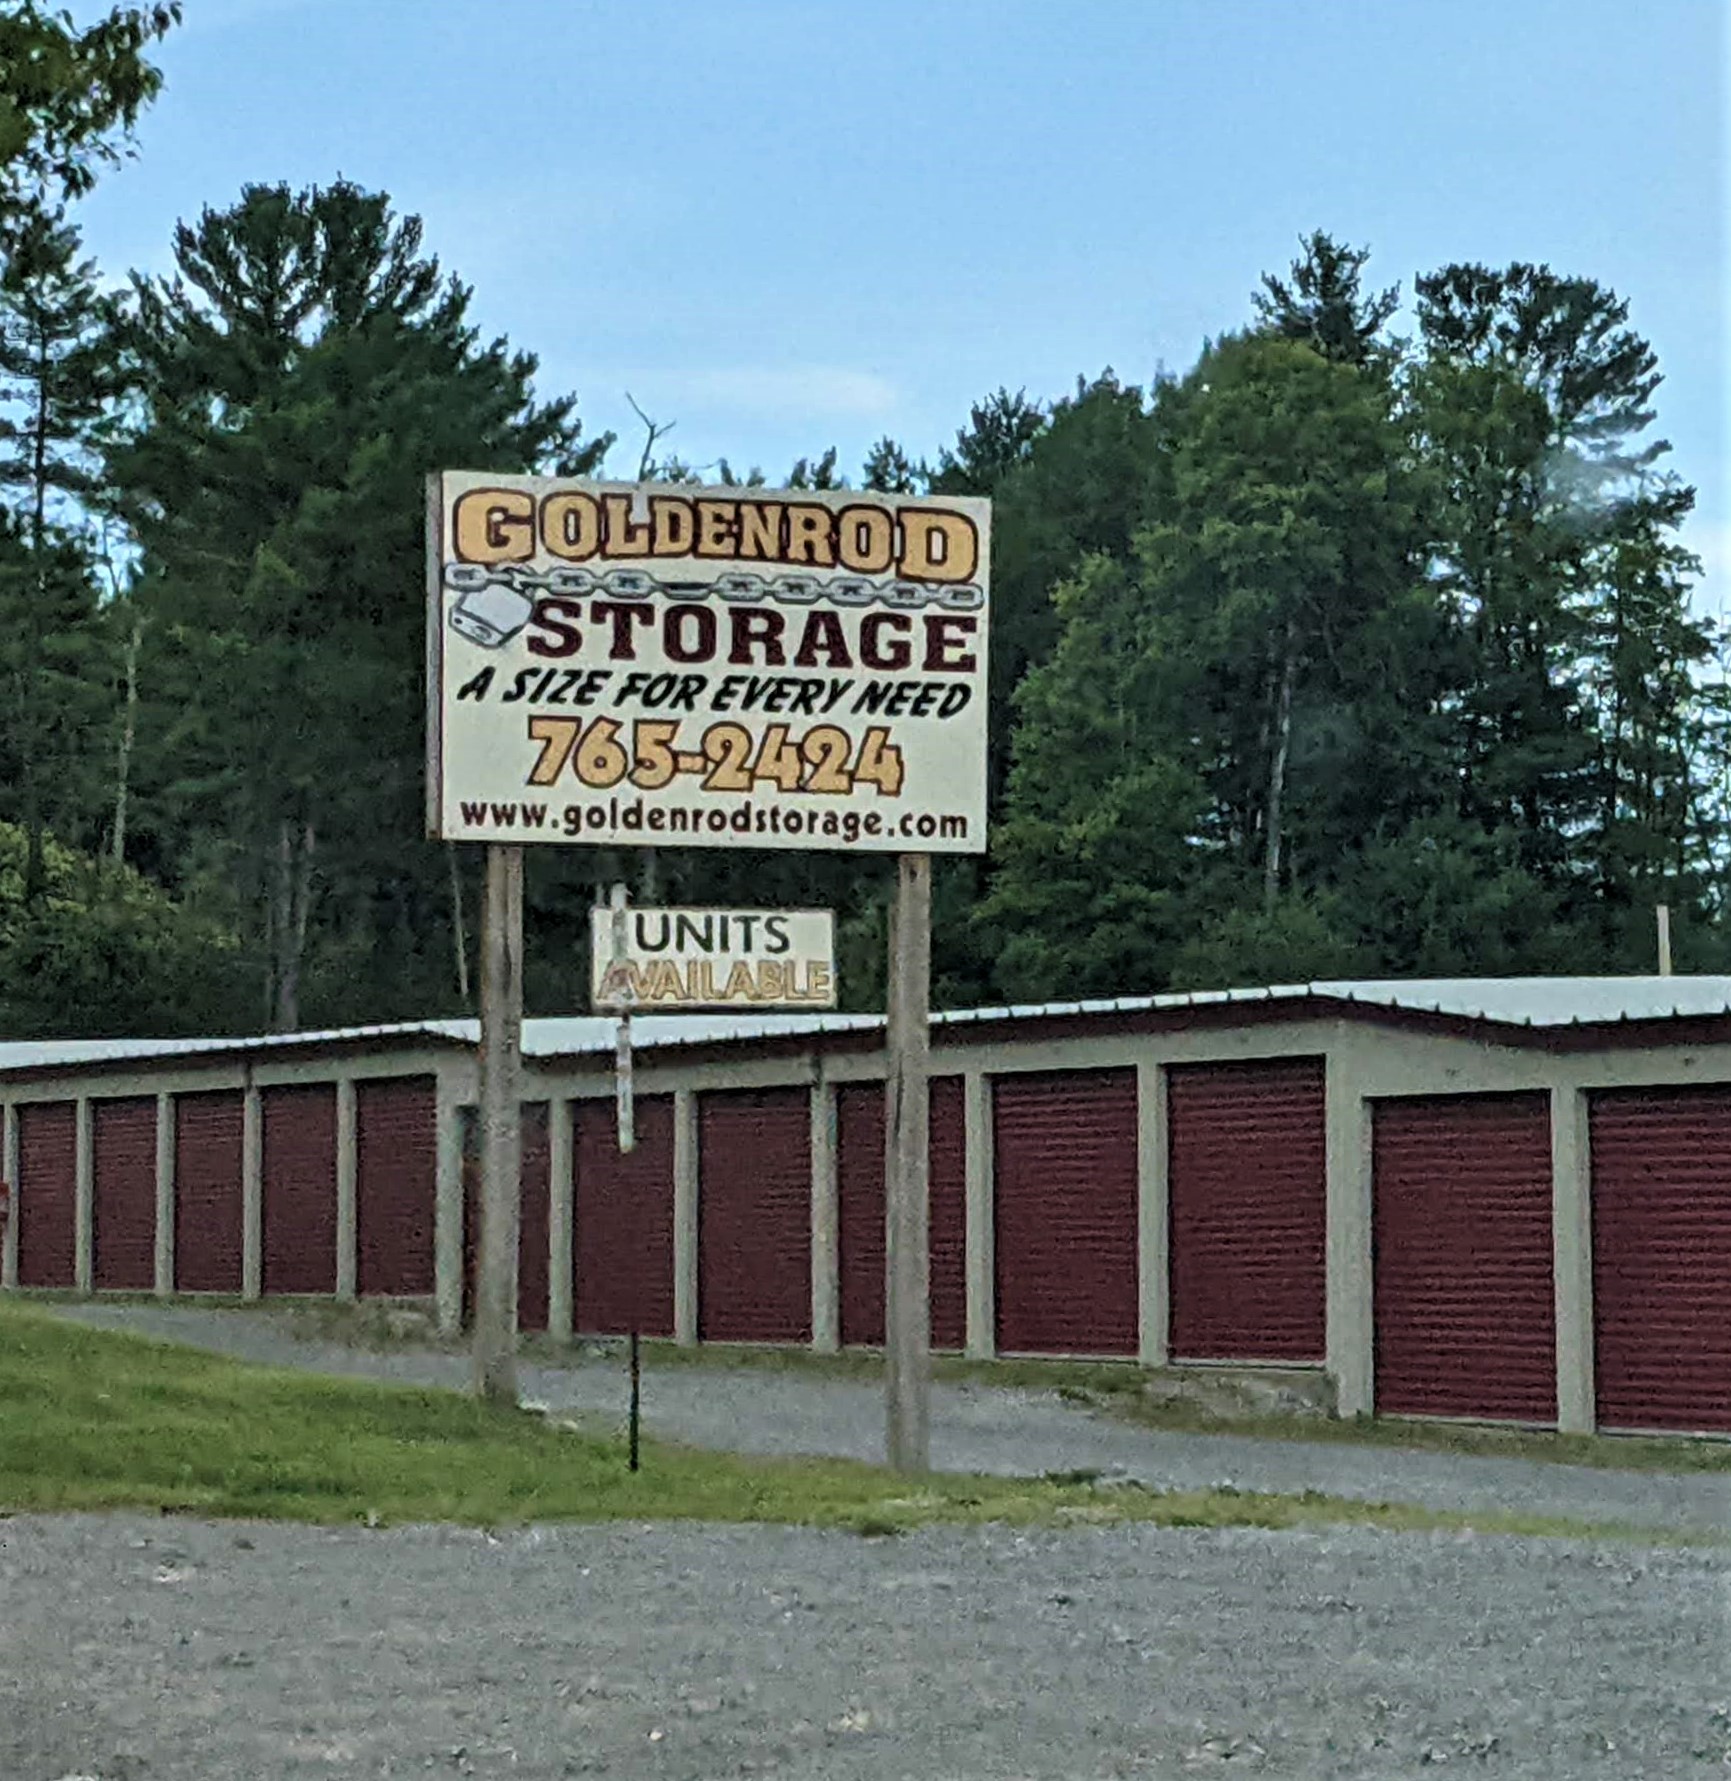 GOLDENROD
STORAGE
A SIZE FOR EVERY NEED
765-2424
www.goldenrodstorage.com
UNITS
AVAILABLE